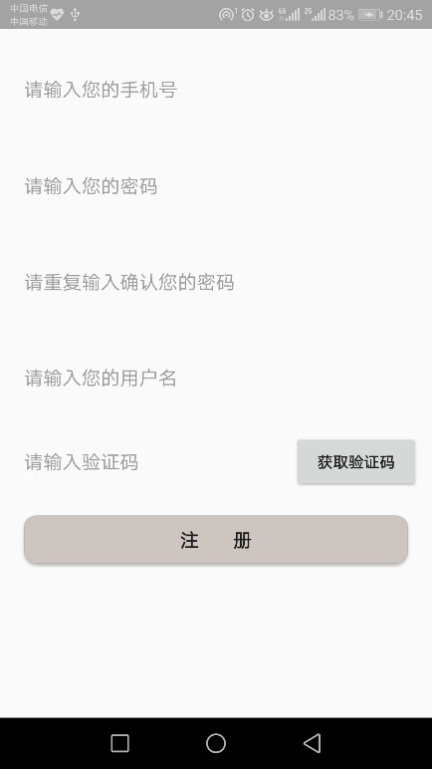 中国电信
中国移动
1 46 26 83% 20:45
请输入您的手机号
请输入您的密码
请重复输入确认您的密码
请输入您的用户名
请输入验证码 获取验证码
注 册